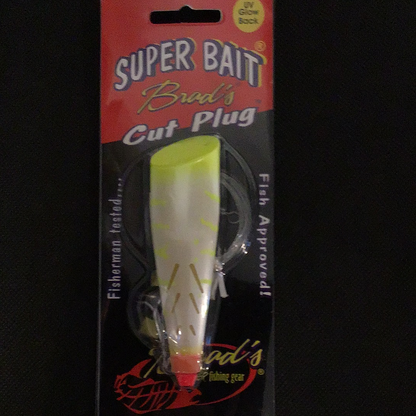 UV
Glow
Back
SUPER BAIT®
Brad's
Cut Plug
Fisherman tested....
Fish Approved!
Brad's®
fishing gear